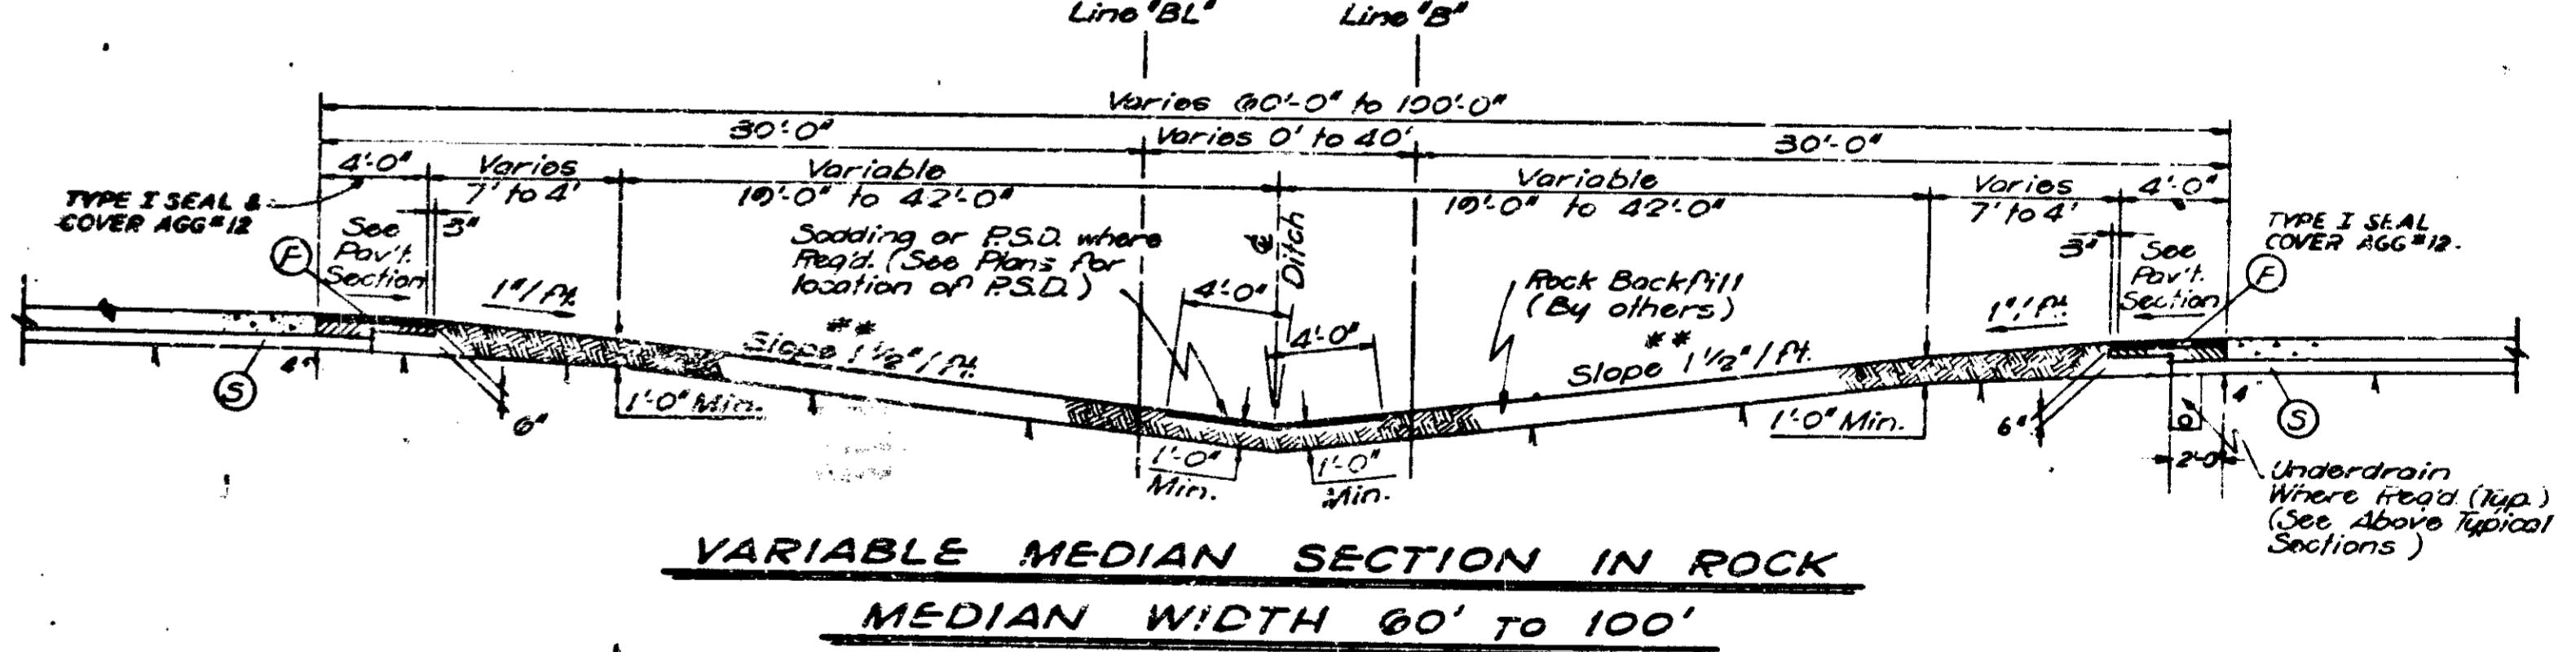 Line "BL"
Line "B"
Varies 60'-0" to 100'-0"
30'-0"
Varies 0' to 40'
30'-0"
4'-0"
Varies
7' to 4'
Variable
19'-0" to 42'-0"
Variable
19'-0" to 42'-0"
Varies
7' to 4'
4'-0"
TYPE I SEAL &
COVER AGG #12
F
See
Pav't.
Section
3"
1"/ft.
Sodding or P.S.D. where
Req'd. (See Plans for
location of P.S.D.)
4'-0"
℄
Ditch
4'-0"
Rock Backfill
(By others)
1"/ft.
3"
See
Pav't.
Section
TYPE I SEAL
COVER AGG #12.
F
**
Slope 1 1/2"/ft.
**
Slope 1 1/2"/ft.
S
4"
6"
1'-0" Min.
1'-0"
Min.
1'-0"
Min.
1'-0" Min.
6"
4"
2'-0"
S
Underdrain
Where Req'd. (Typ.)
(See Above Typical
Sections)
VARIABLE MEDIAN SECTION IN ROCK
MEDIAN WIDTH 60' TO 100'